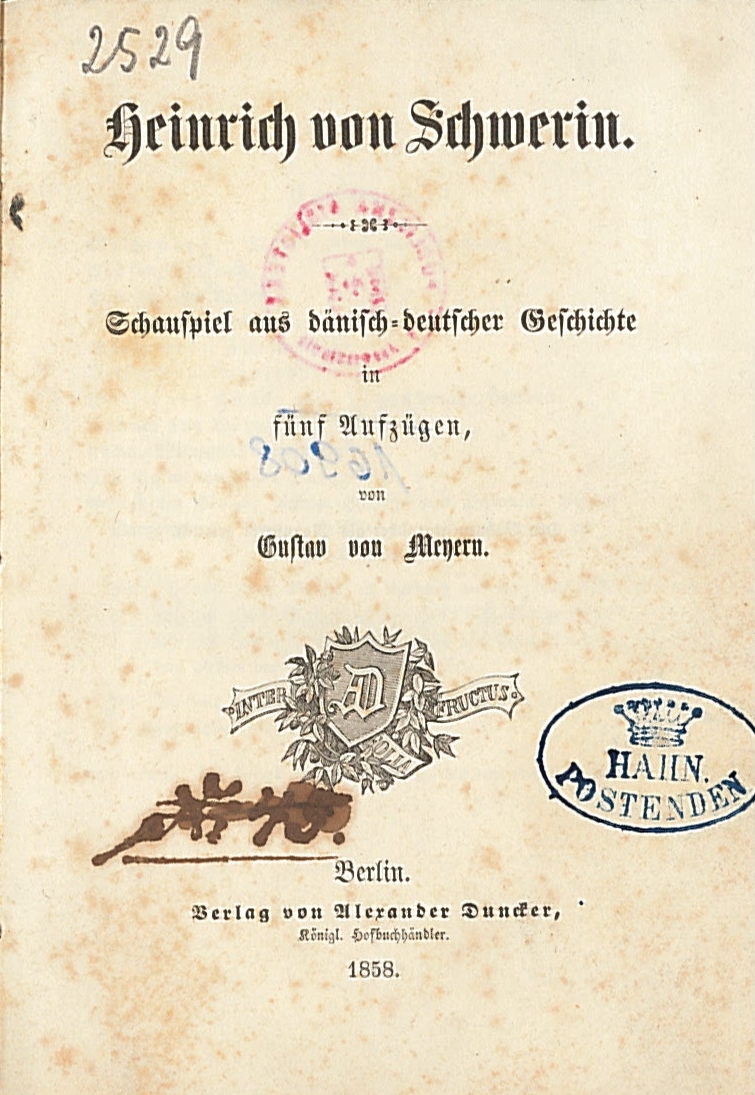 2529
Heinrich von Schwerin.
Schauſpiel aus däniſch-deutſcher Geſchichte
in
fünf Aufzügen,
von
Guſtav von Meyern.
INTER FOLIA FRUCTUS.
D
HAHN.
POSTENDEN
Berlin.
Verlag von Alexander Duncker,
Königl. Hofbuchhändler.
1858.